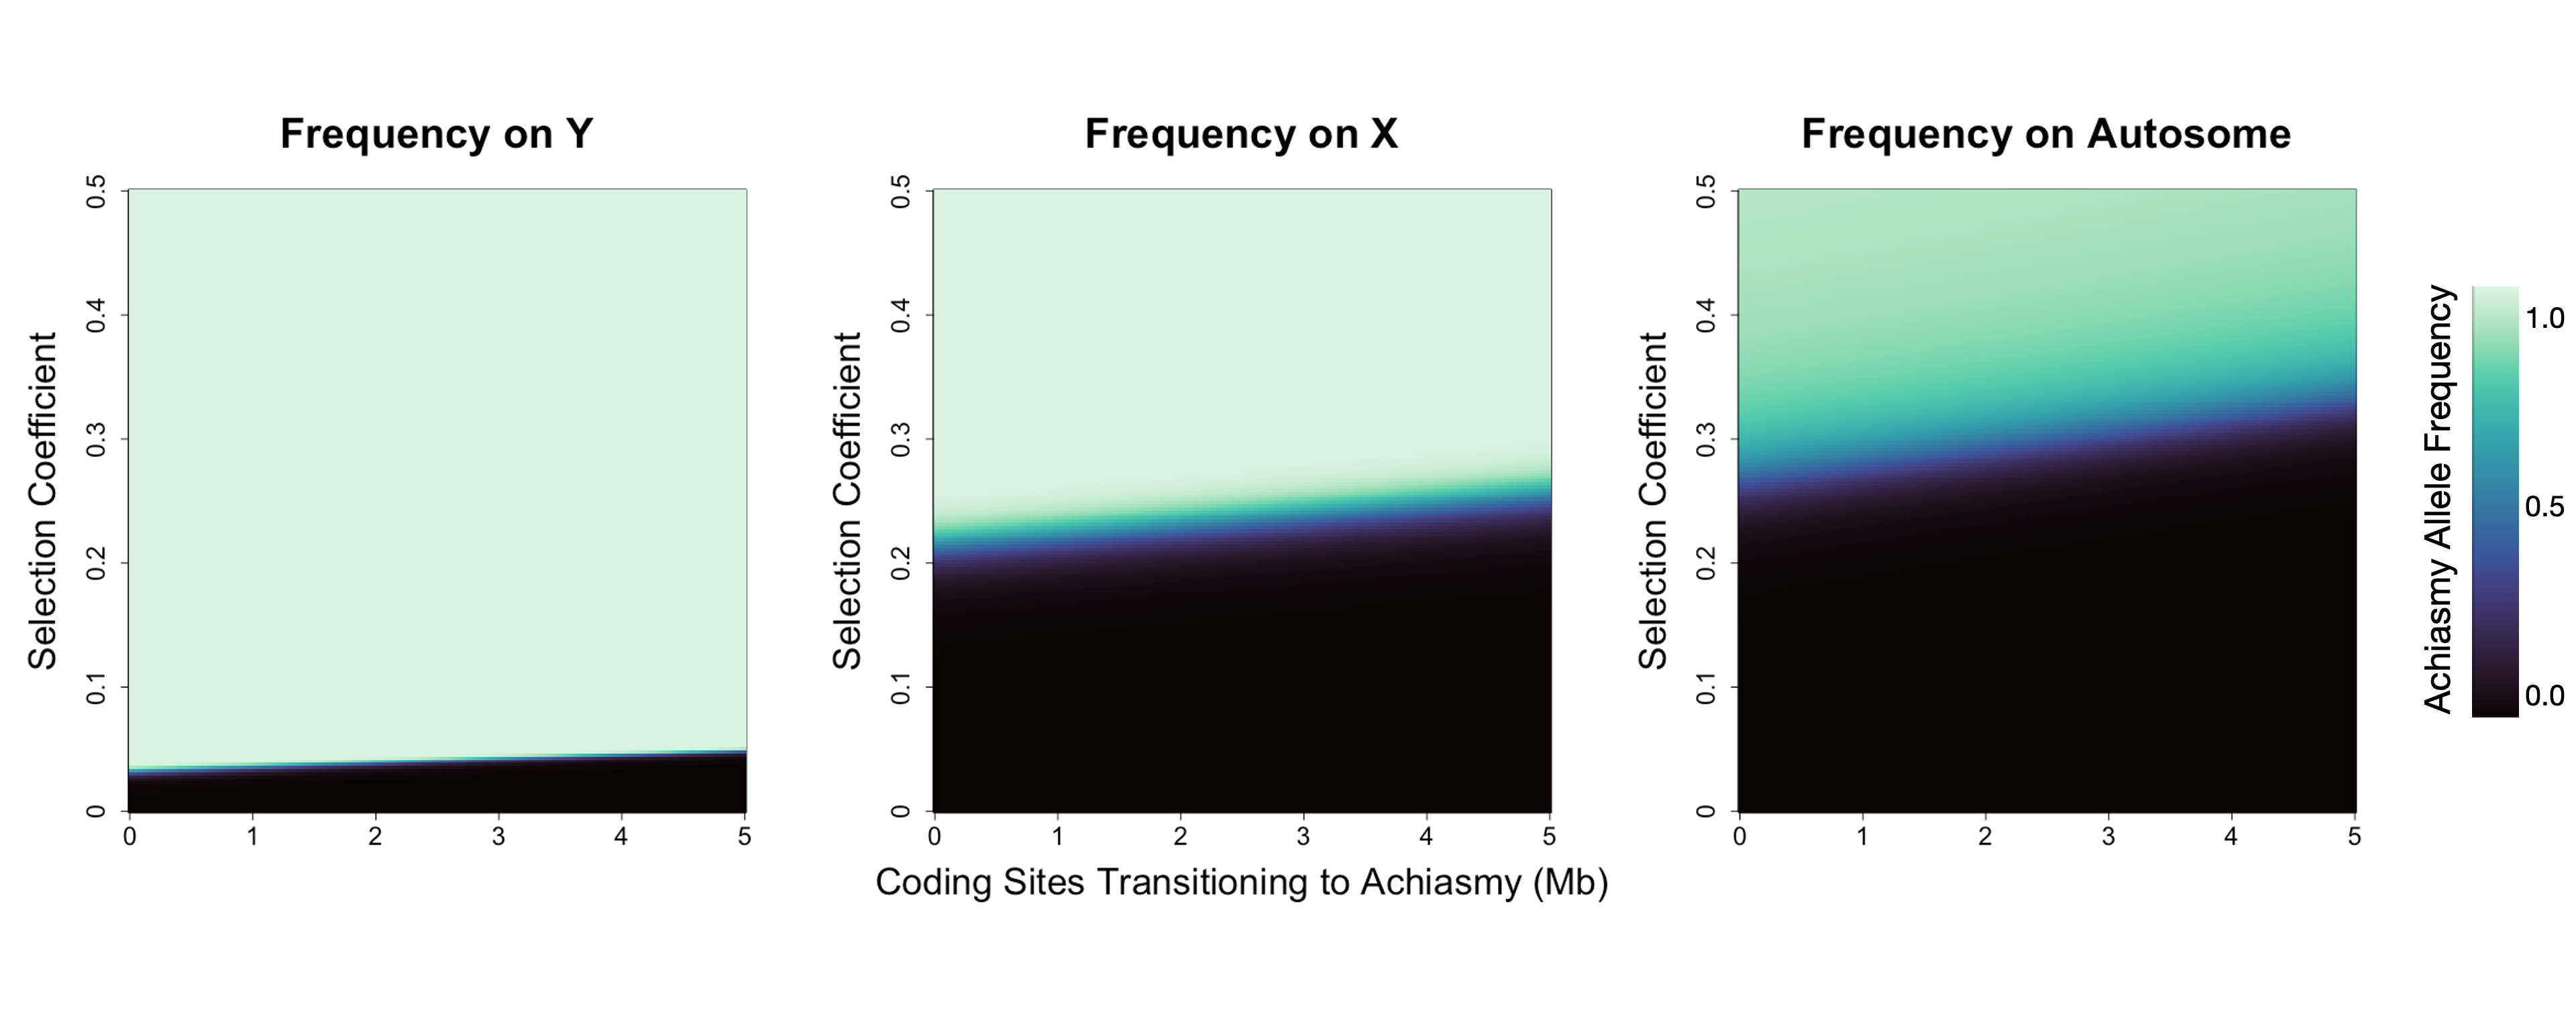 Frequency on Y
Frequency on X
Frequency on Autosome
Selection Coefficient
0.5
0.4
0.3
0.2
0.1
0
0 1 2 3 4 5
Selection Coefficient
0.5
0.4
0.3
0.2
0.1
0
0 1 2 3 4 5
Selection Coefficient
0.5
0.4
0.3
0.2
0.1
0
0 1 2 3 4 5
Coding Sites Transitioning to Achiasmy (Mb)
Achiasmy Allele Frequency
1.0
0.5
0.0